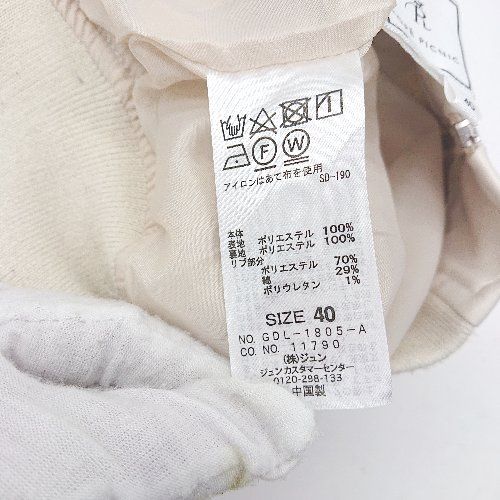 PICNIC
F W
アイロンはあて布を使用
SD-190
本体
表地 ポリエステル 100%
裏地 ポリエステル 100%
リブ部分
ポリエステル 70%
綿 29%
ポリウレタン 1%
SIZE 40
NO. GDL-1805-A
CO. NO. 11790
(株)ジュン
ジュンカスタマーセンター
0120-298-133
中国製